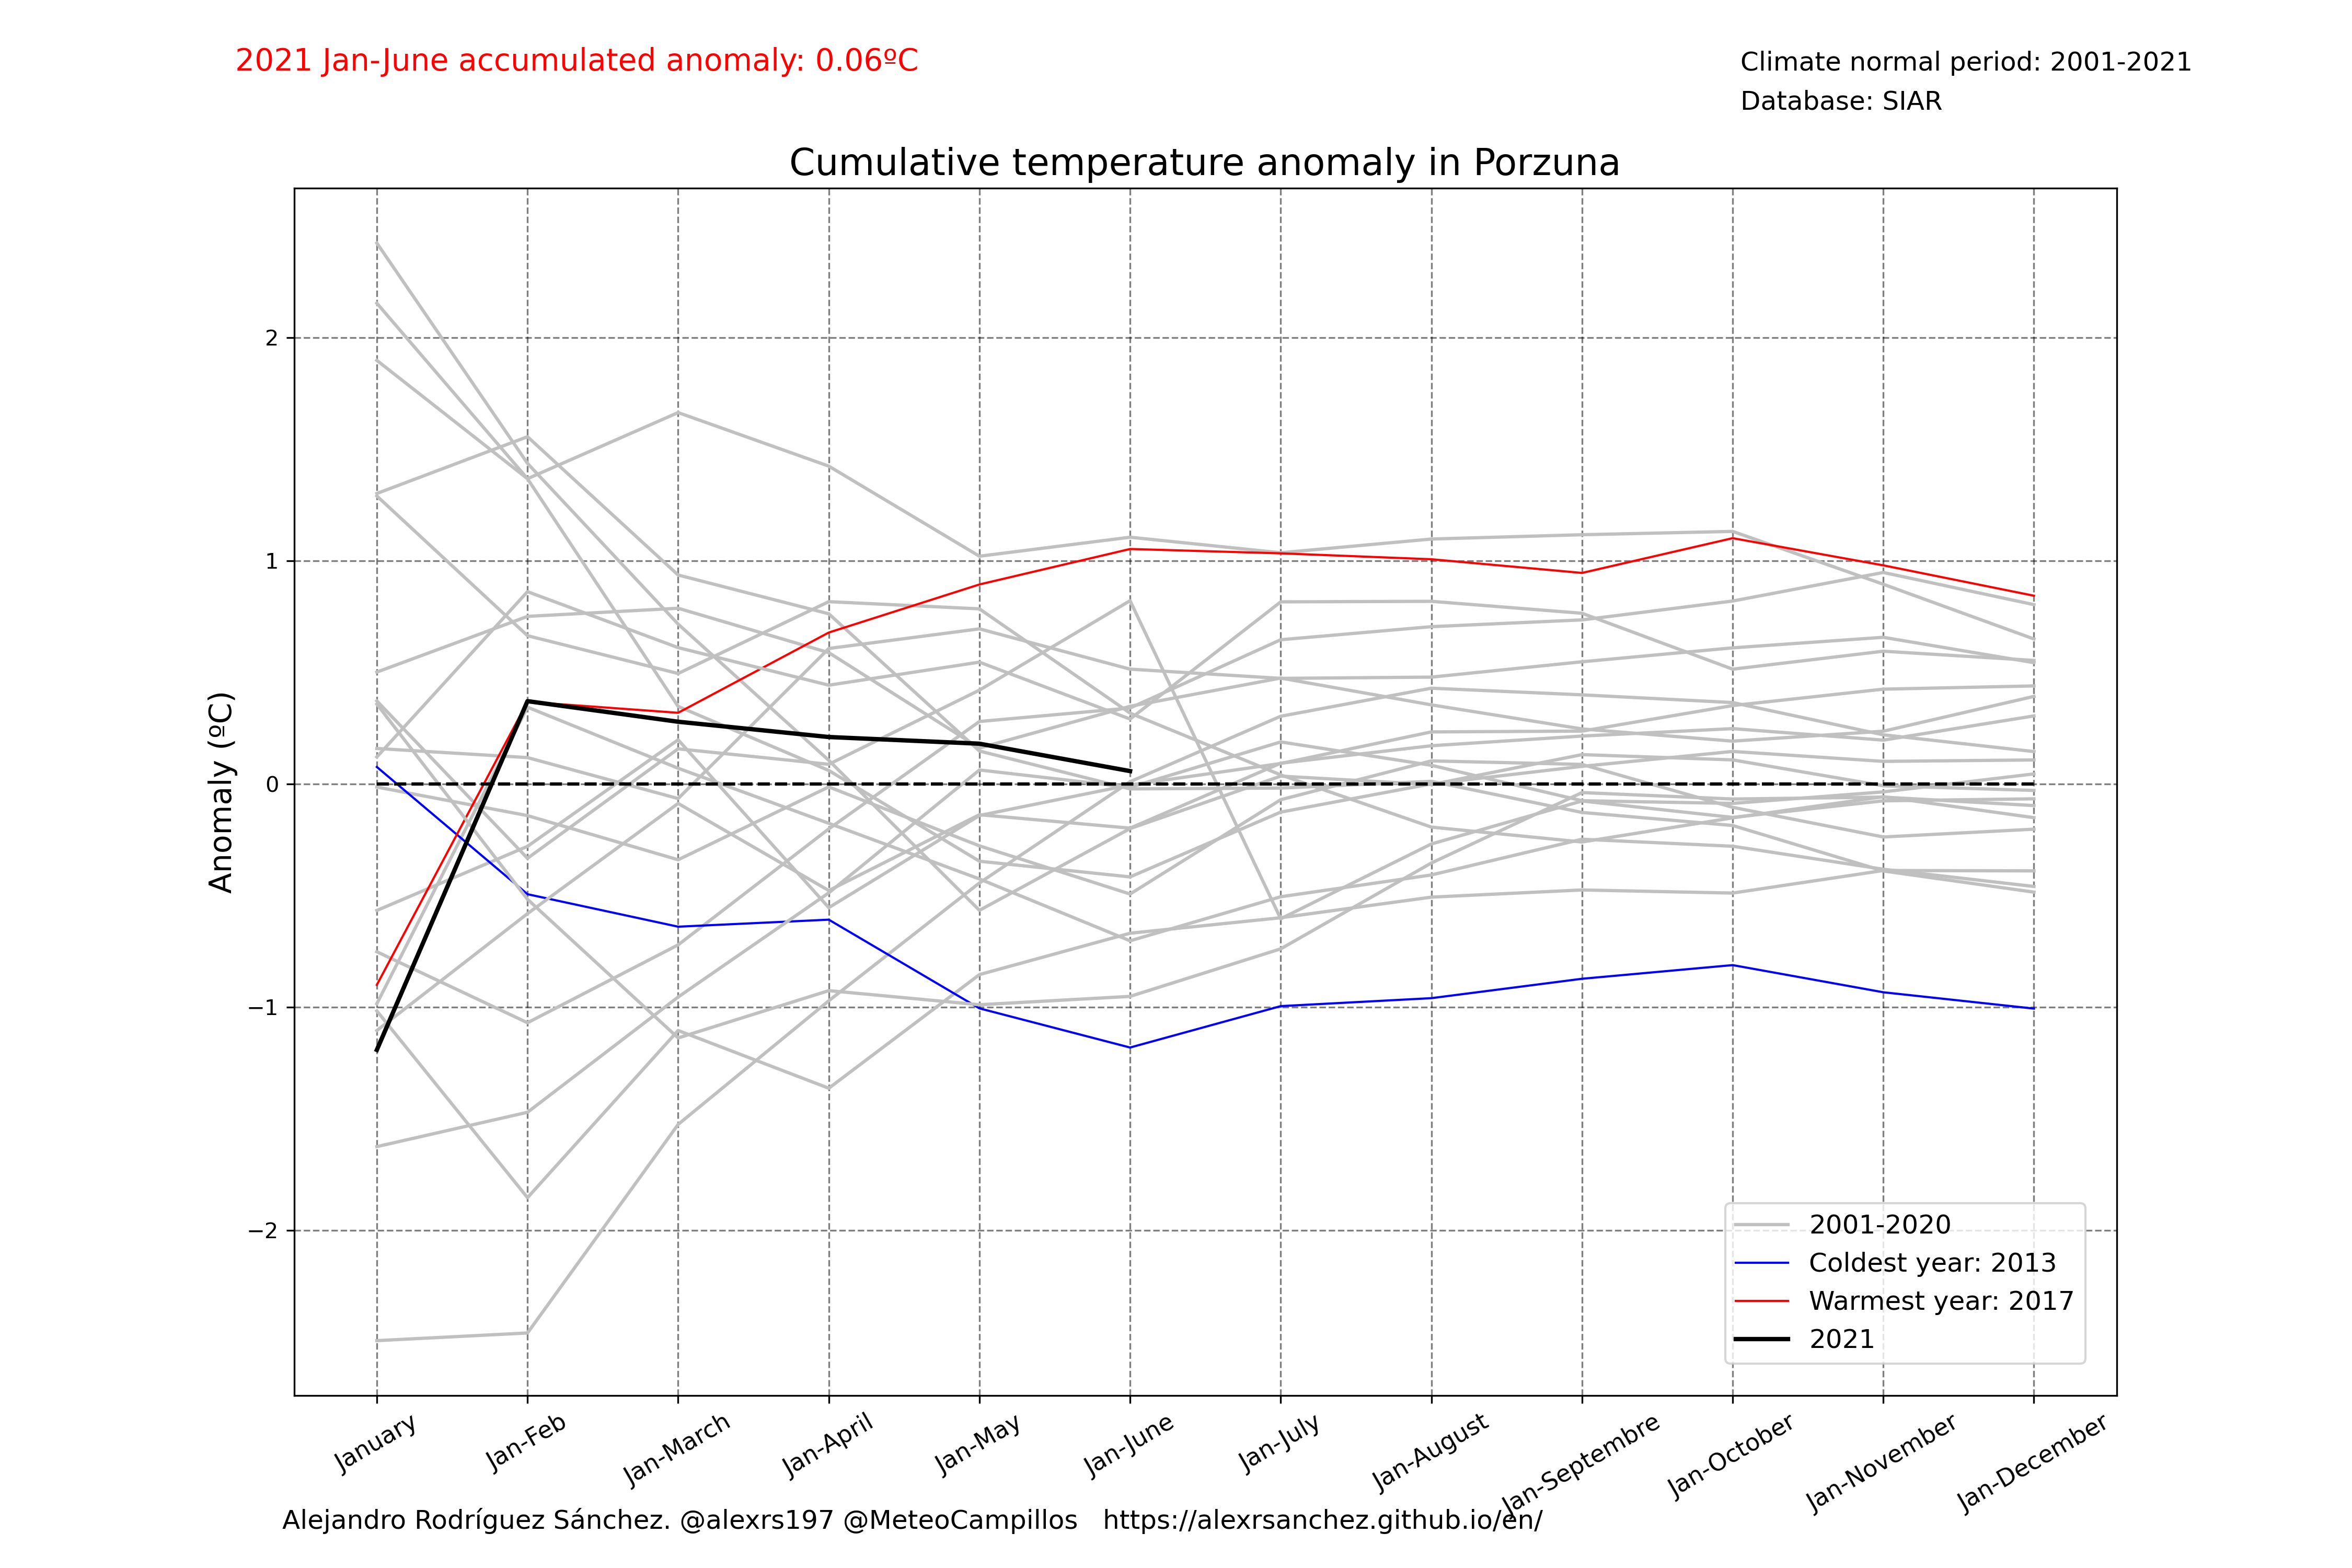 2021 Jan-June accumulated anomaly: 0.06ºC
Climate normal period: 2001-2021
Database: SIAR
Cumulative temperature anomaly in Porzuna
Anomaly (ºC)
2
1
0
−1
−2
2001-2020
Coldest year: 2013
Warmest year: 2017
2021
January
Jan-Feb
Jan-March
Jan-April
Jan-May
Jan-June
Jan-July
Jan-August
Jan-Septembre
Jan-October
Jan-November
Jan-December
Alejandro Rodríguez Sánchez. @alexrs197 @MeteoCampillos   https://alexrsanchez.github.io/en/